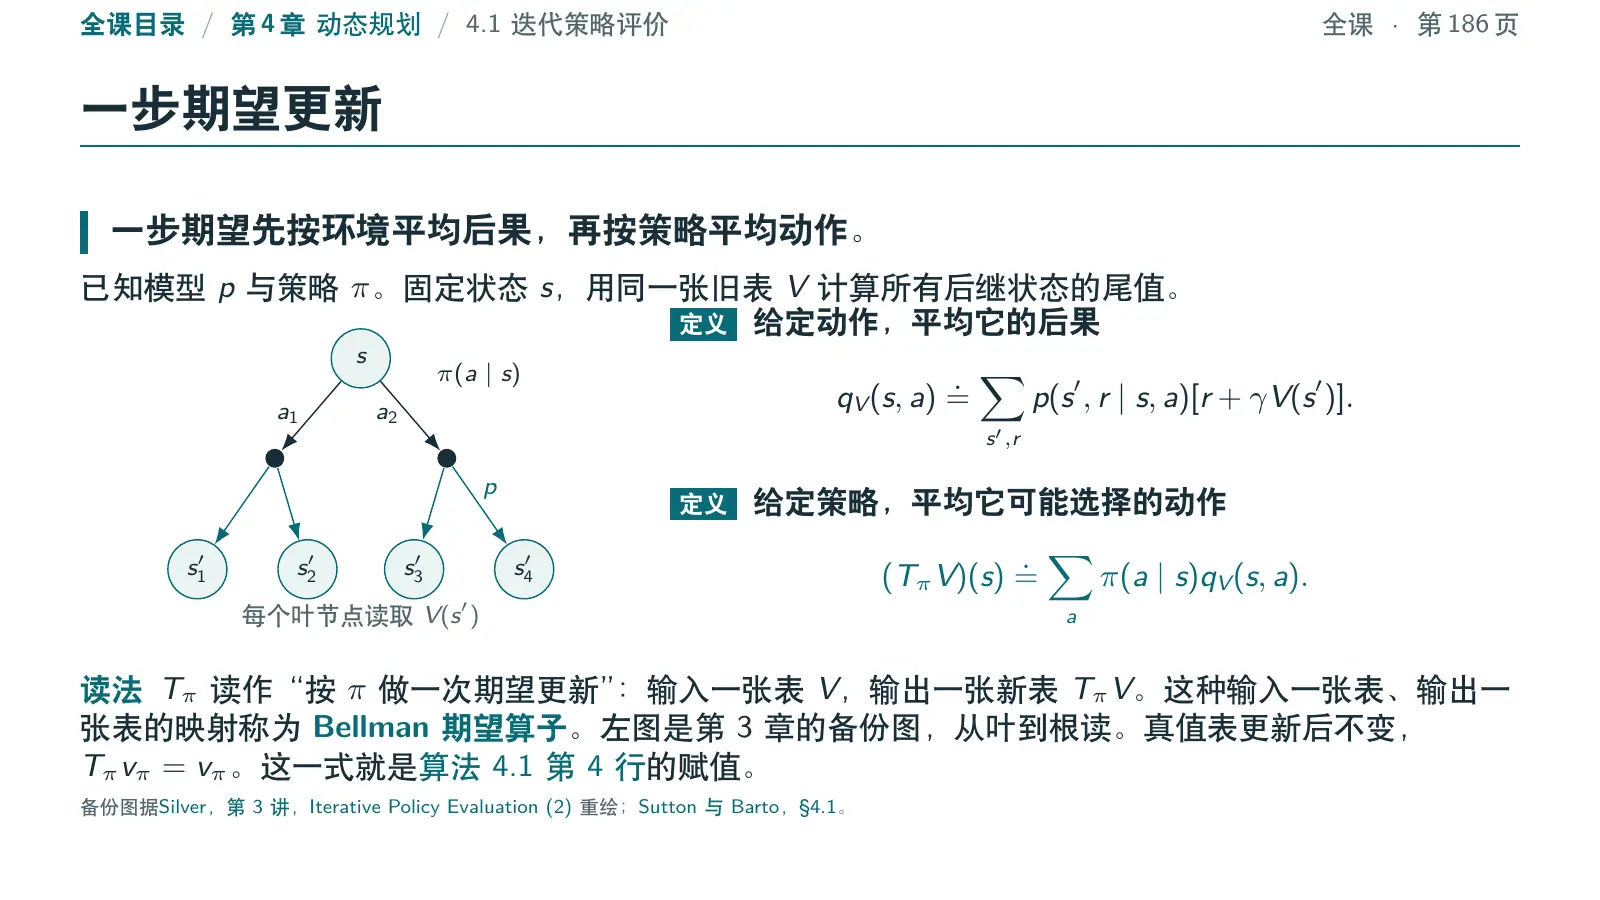 全课目录 / 第 4 章 动态规划 / 4.1 迭代策略评价
全课 · 第 186 页
一步期望更新
一步期望先按环境平均后果，再按策略平均动作。
已知模型 p 与策略 π。固定状态 s，用同一张旧表 V 计算所有后继状态的尾值。
s
π(a | s)
a₁ a₂
p
s′₁ s′₂ s′₃ s′₄
每个叶节点读取 V(s′)
定义 给定动作，平均它的后果
q_V(s, a) ≐ ∑_{s′,r} p(s′, r | s, a)[r + γV(s′)].
定义 给定策略，平均它可能选择的动作
(T_π V)(s) ≐ ∑_a π(a | s)q_V(s, a).
读法 T_π 读作 “按 π 做一次期望更新”：输入一张表 V，输出一张新表 T_π V。这种输入一张表、输出一
张表的映射称为 Bellman 期望算子。左图是第 3 章的备份图，从叶到根读。真值表更新后不变，
T_π v_π = v_π。这一式就是算法 4.1 第 4 行的赋值。
备份图据Silver，第 3 讲，Iterative Policy Evaluation (2) 重绘；Sutton 与 Barto，§4.1。